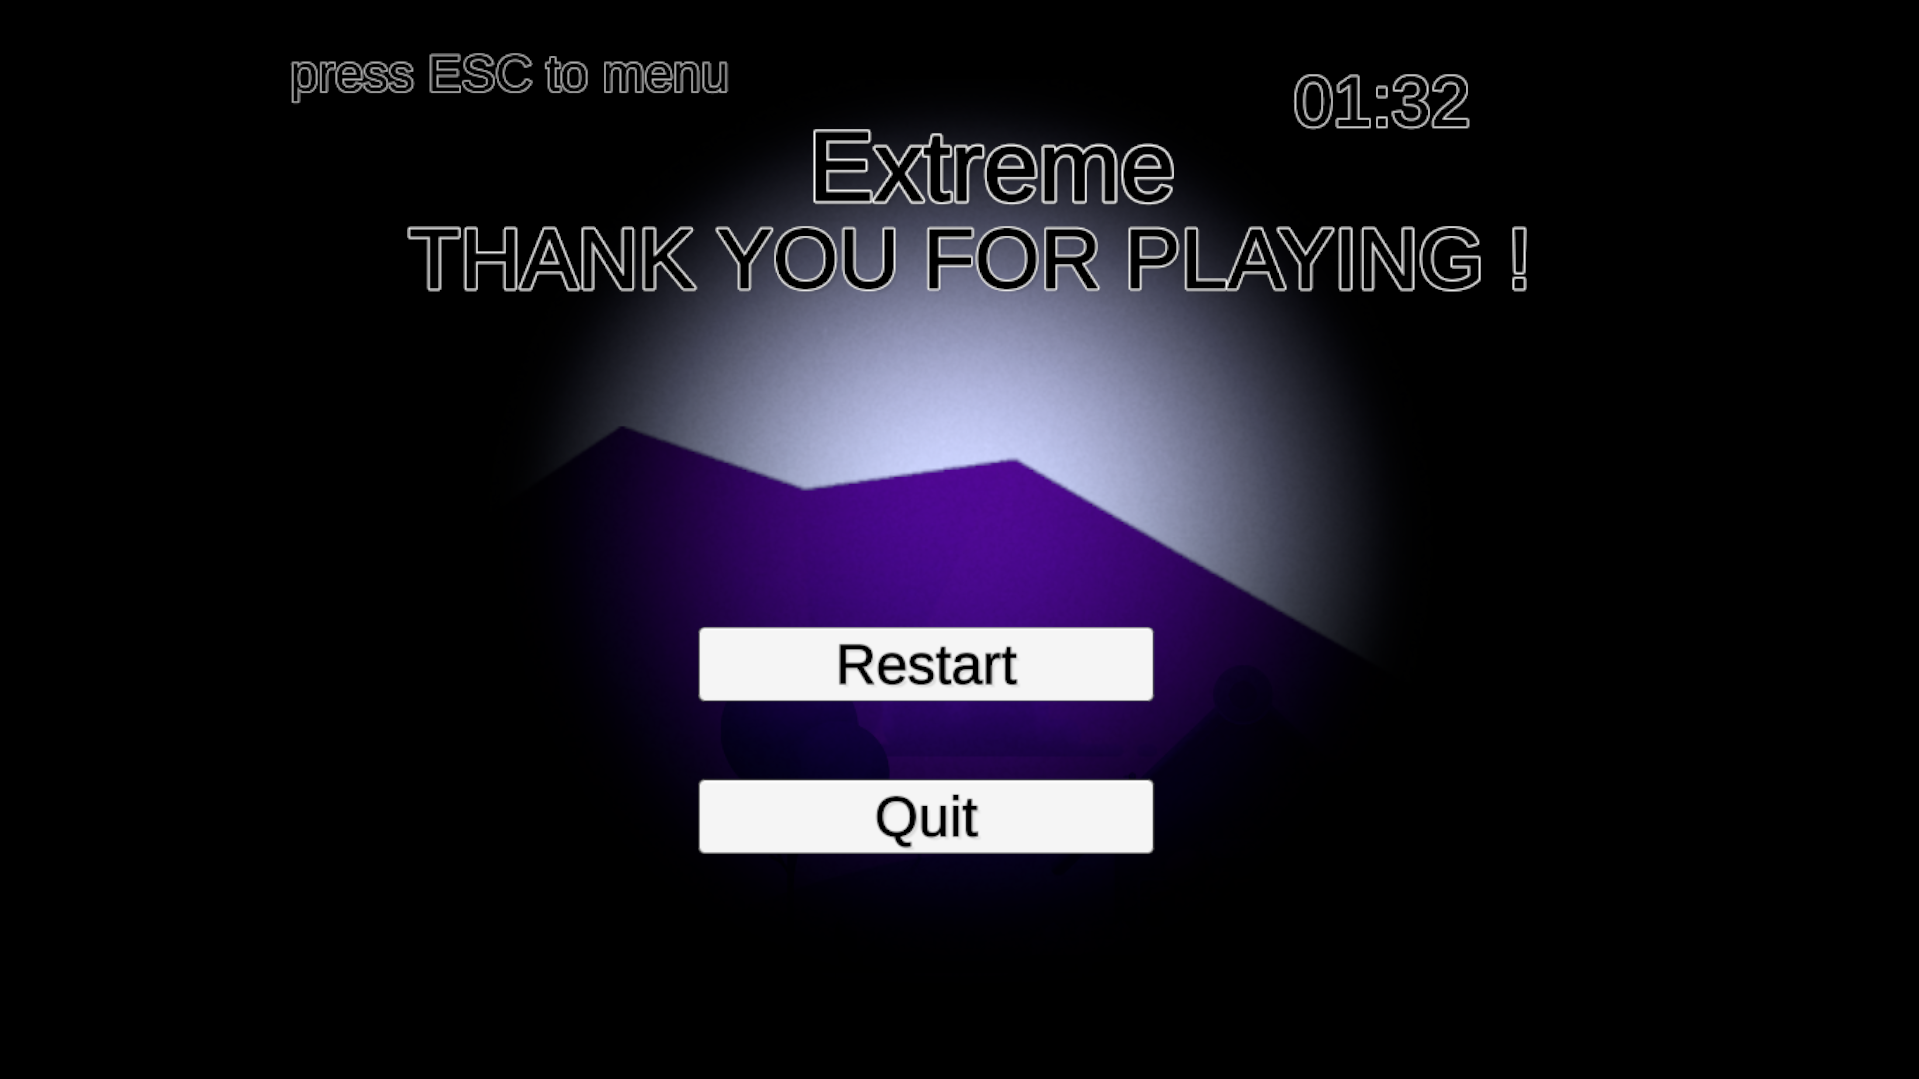 press ESC to menu
01:32
Extreme
THANK YOU FOR PLAYING !
Restart
Quit